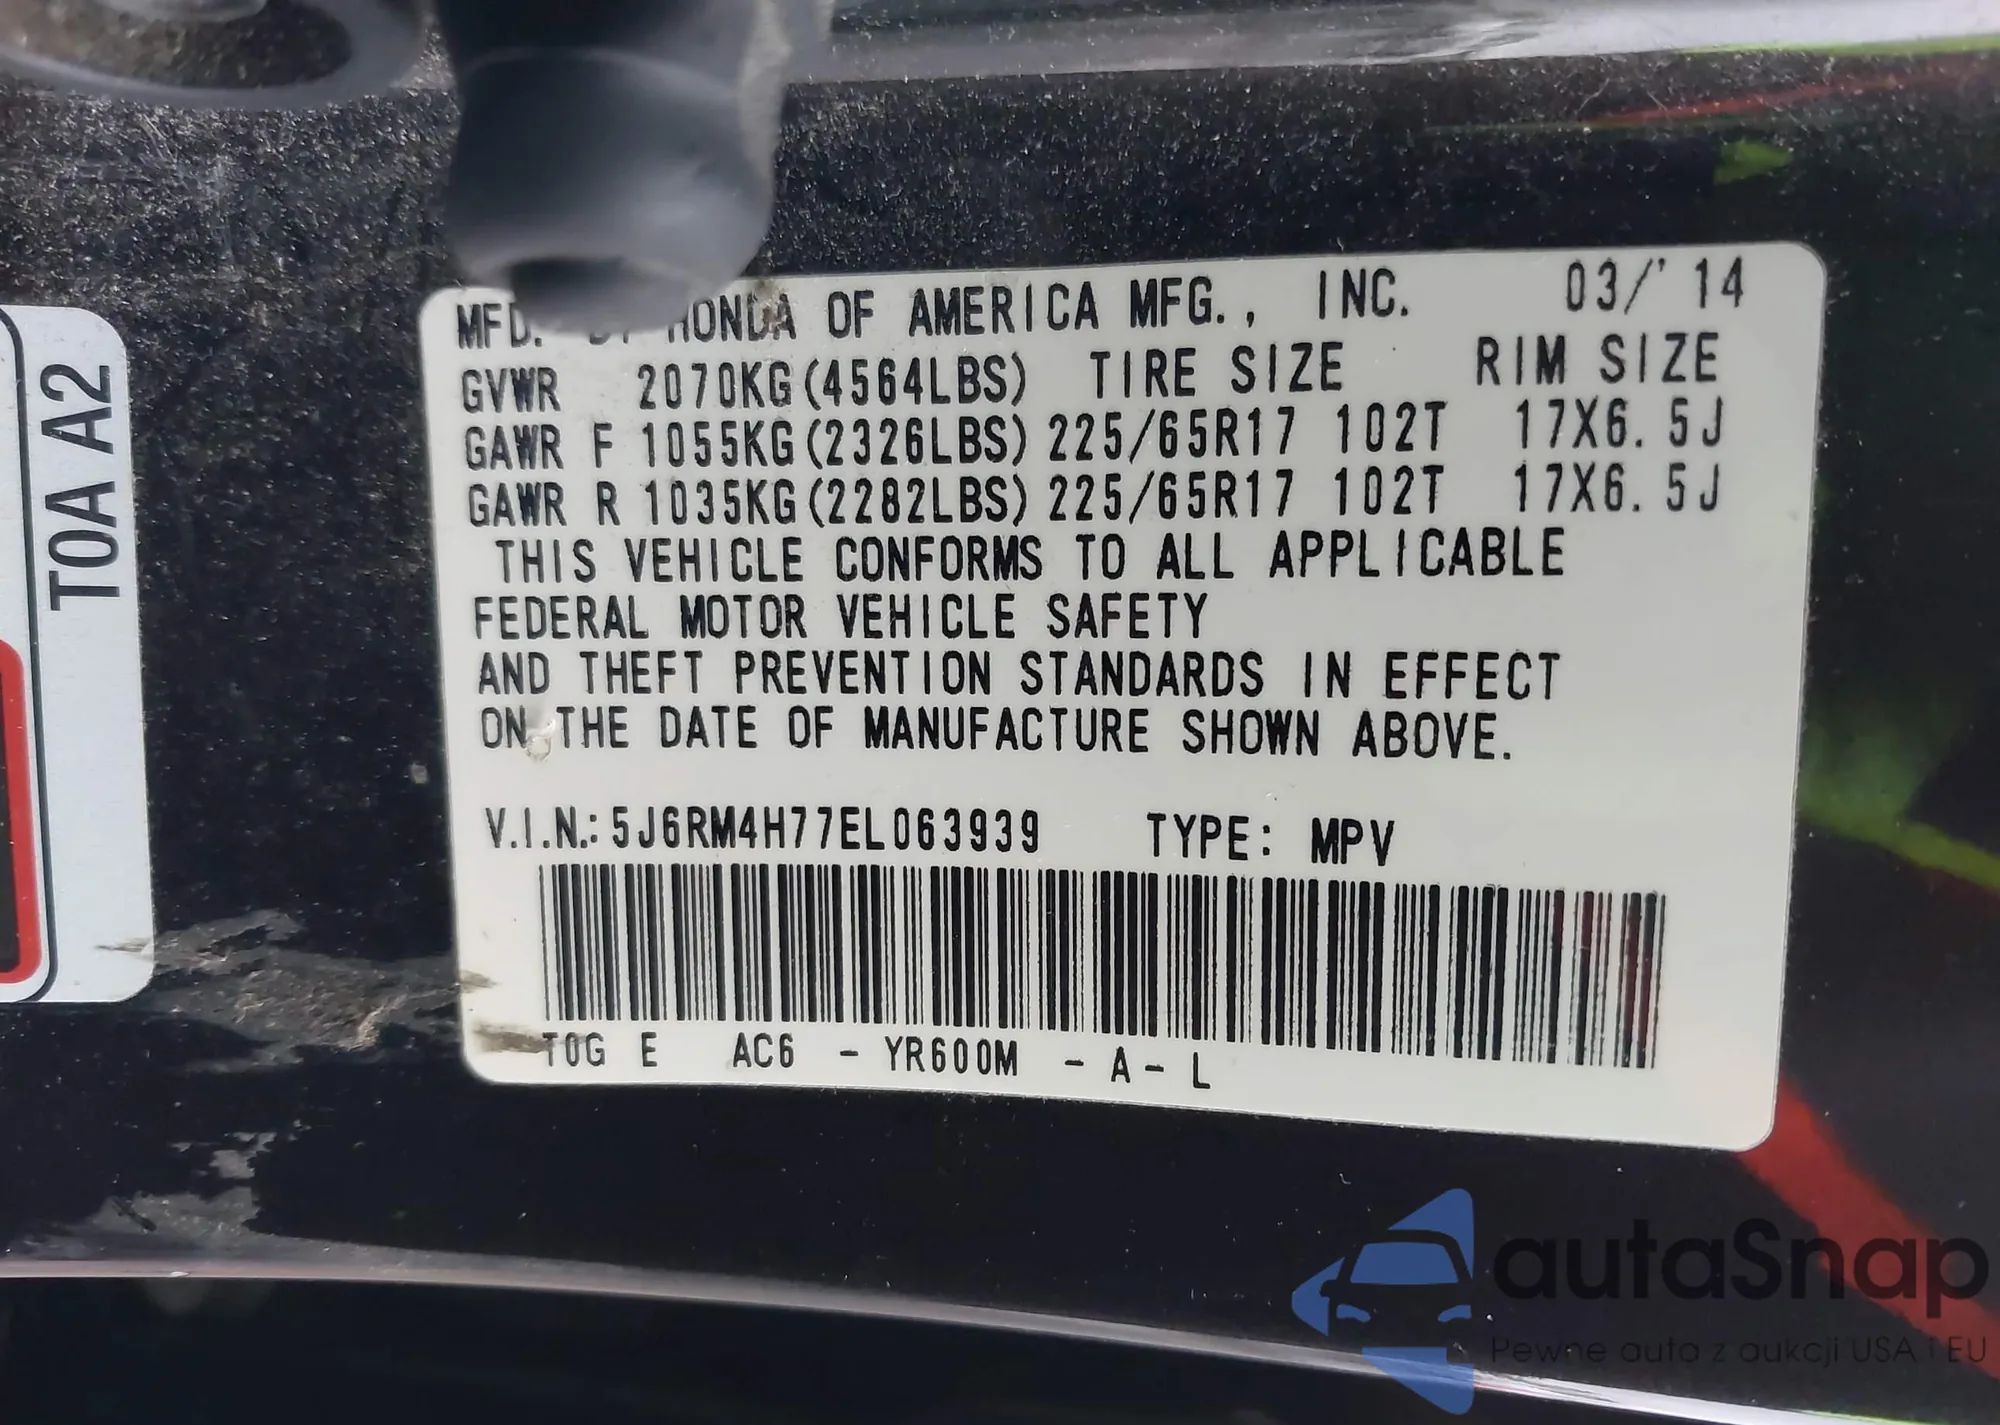 MFD. BY HONDA OF AMERICA MFG., INC. 03/'14
GVWR 2070KG(4564LBS) TIRE SIZE RIM SIZE
GAWR F 1055KG(2326LBS) 225/65R17 102T 17X6.5J
GAWR R 1035KG(2282LBS) 225/65R17 102T 17X6.5J
THIS VEHICLE CONFORMS TO ALL APPLICABLE
FEDERAL MOTOR VEHICLE SAFETY
AND THEFT PREVENTION STANDARDS IN EFFECT
ON THE DATE OF MANUFACTURE SHOWN ABOVE.
V.I.N.: 5J6RM4H77EL063939 TYPE: MPV
T0G E AC6 - YR600M - A - L
T0A A2
autaSnap
Pewne auta z aukcji USA i EU